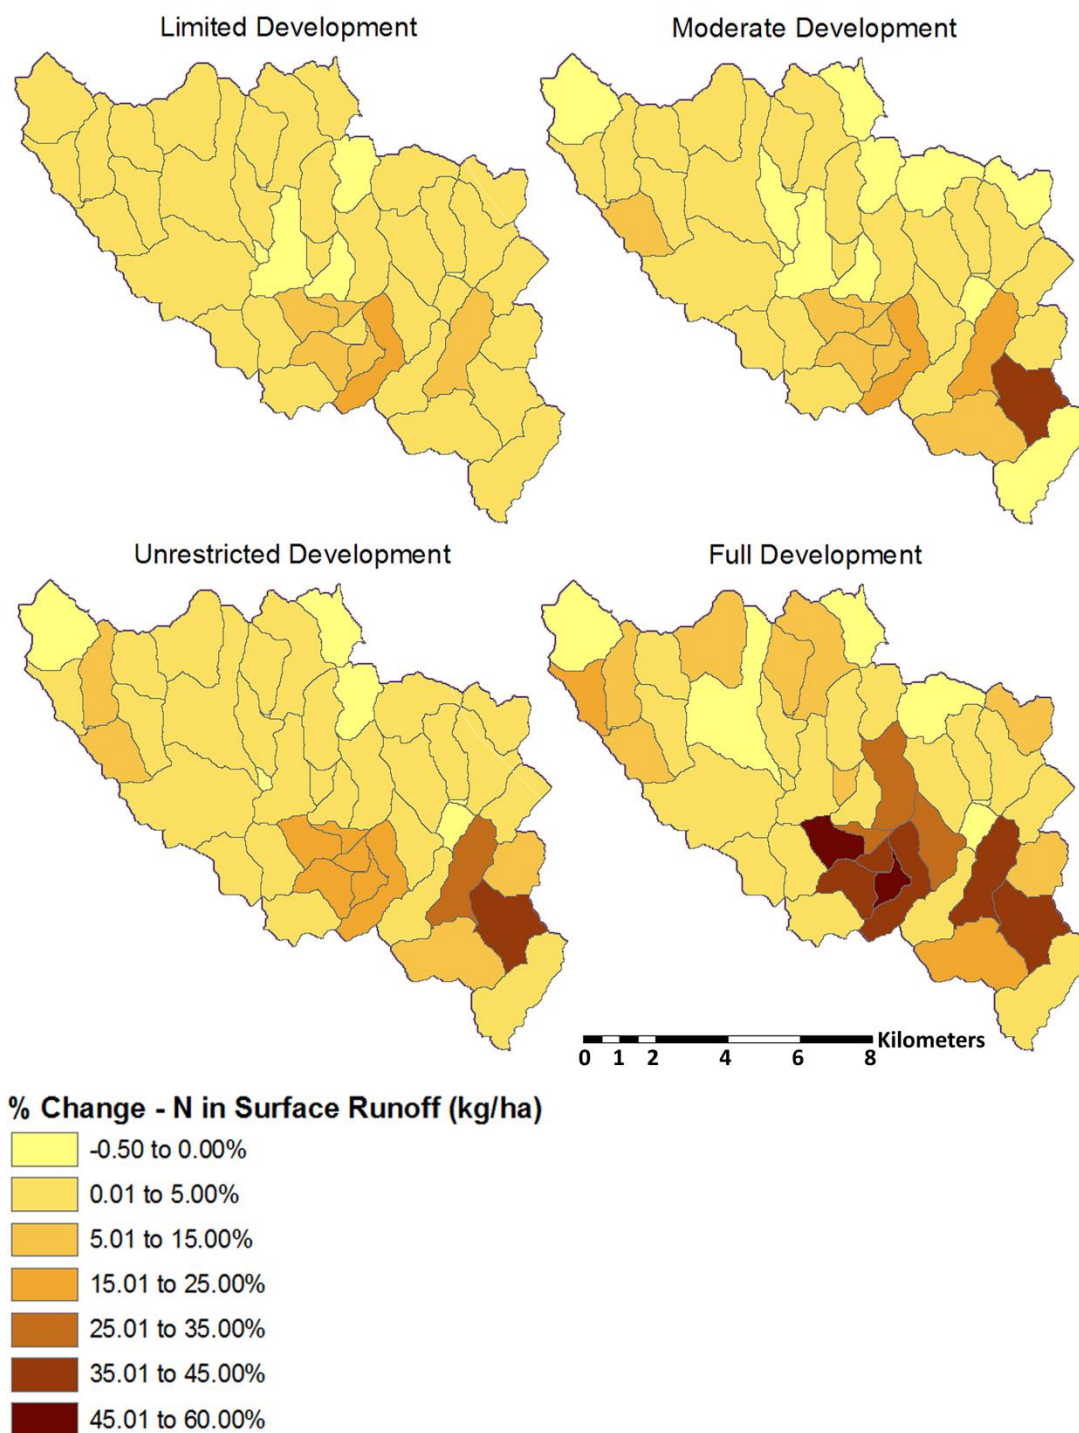 Limited Development
Moderate Development
Unrestricted Development
Full Development
Kilometers
0 1 2 4 6 8
% Change - N in Surface Runoff (kg/ha)
-0.50 to 0.00%
0.01 to 5.00%
5.01 to 15.00%
15.01 to 25.00%
25.01 to 35.00%
35.01 to 45.00%
45.01 to 60.00%